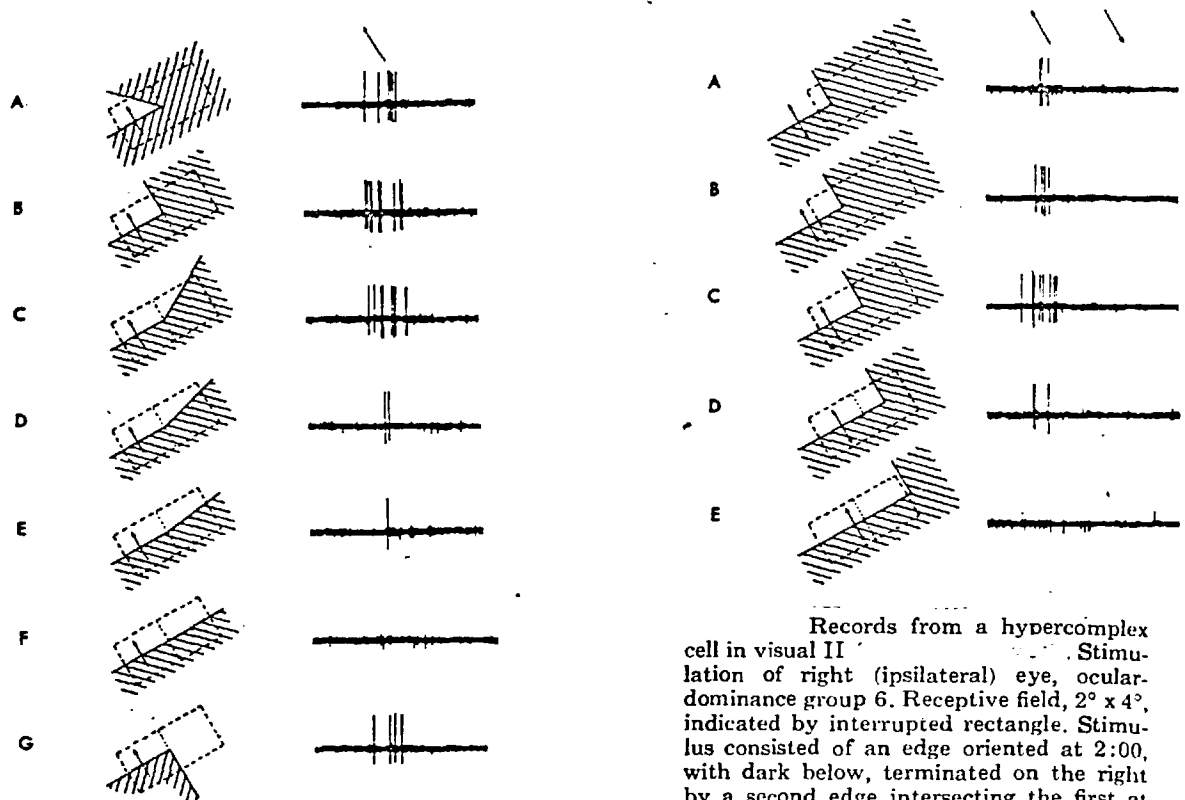 A
B
C
D
E
F
G
A
B
C
D
E
Records from a hypercomplex
cell in visual II . Stimu-
lation of right (ipsilateral) eye, ocular-
dominance group 6. Receptive field, 2° x 4°,
indicated by interrupted rectangle. Stimu-
lus consisted of an edge oriented at 2:00,
with dark below, terminated on the right
by a second edge intersecting the first at